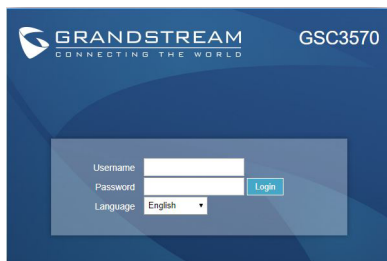 GRANDSTREAM
GSC3570
CONNECTING THE WORLD
Username
Password
Login
Language
English